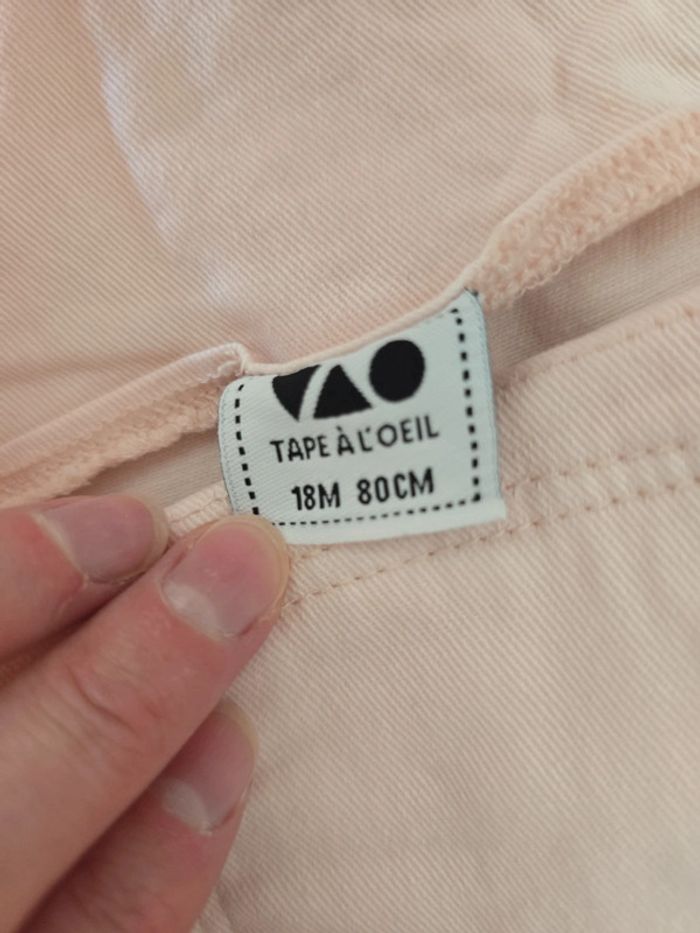 TAPE À L'OEIL
18M 80CM